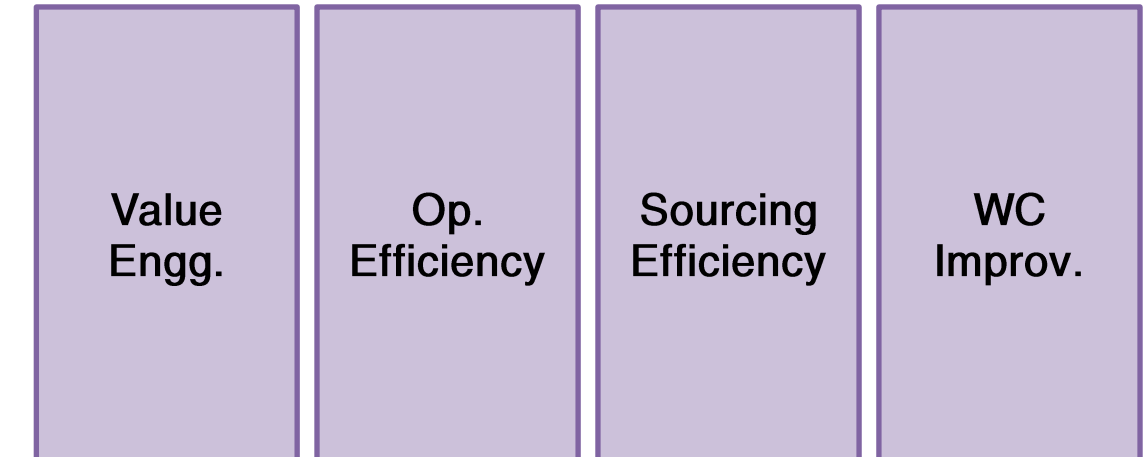 Value
Engg.
Op.
Efficiency
Sourcing
Efficiency
WC
Improv.